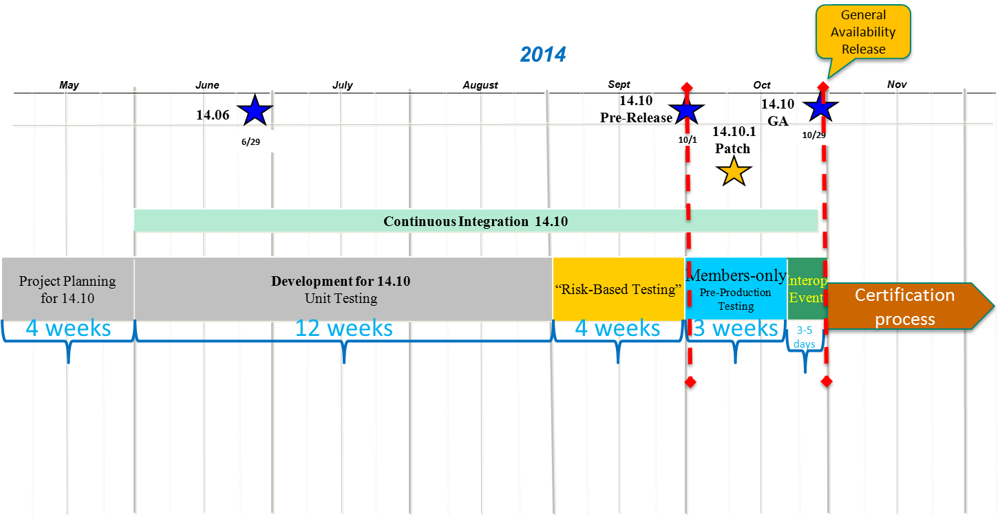 General
Availability
Release
2014
May
June
July
August
Sept
Oct
Nov
14.06
6/29
14.10
Pre-Release
10/1
14.10.1
Patch
14.10
GA
10/29
Continuous Integration 14.10
Project Planning
for 14.10
Development for 14.10
Unit Testing
“Risk-Based Testing”
Members-only
Pre-Production
Testing
Interop
Event
Certification
process
4 weeks
12 weeks
4 weeks
3 weeks
3-5
days